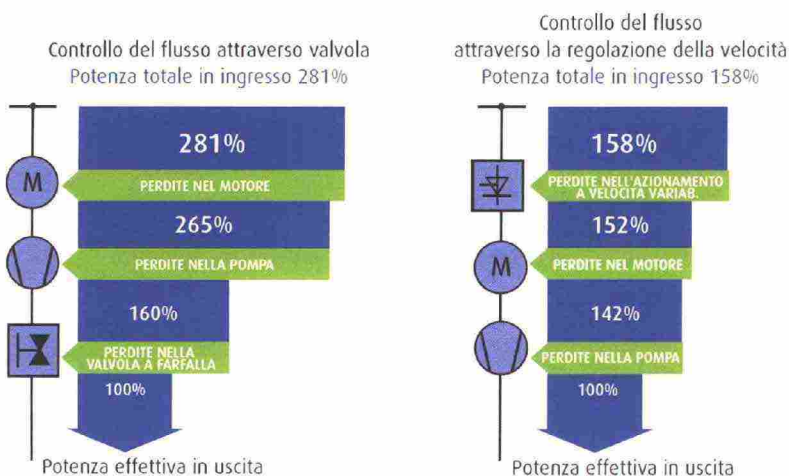 Controllo del flusso attraverso valvola
Potenza totale in ingresso 281%
281%
M
PERDITE NEL MOTORE
265%
PERDITE NELLA POMPA
160%
PERDITE NELLA
VALVOLA A FARFALLA
100%
Potenza effettiva in uscita
Controllo del flusso
attraverso la regolazione della velocità
Potenza totale in ingresso 158%
158%
PERDITE NELL'AZIONAMENTO
A VELOCITA VARIAB.
152%
M
PERDITE NEL MOTORE
142%
PERDITE NELLA POMPA
100%
Potenza effettiva in uscita